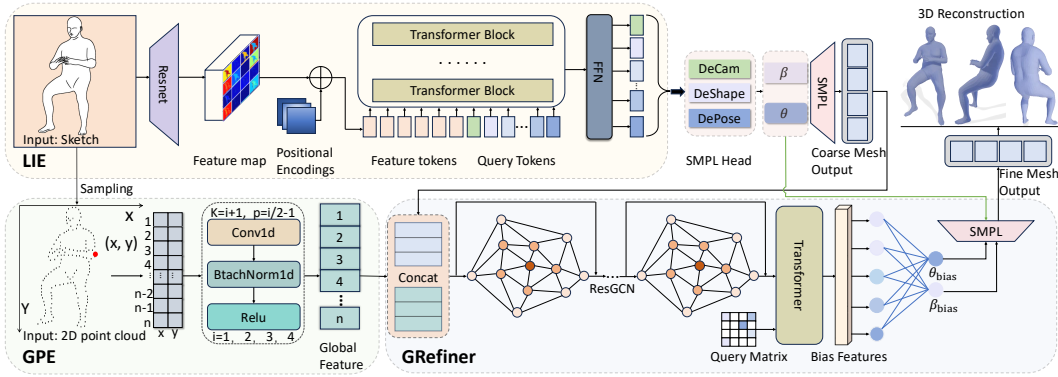 Input: Sketch
LIE
Resnet
Feature map
Positional
Encodings
Transformer Block
. . . . . .
Transformer Block
Feature tokens
Query Tokens
FFN
DeCam
DeShape
DePose
SMPL Head
β
θ
SMPL
Coarse Mesh
Output
3D Reconstruction
Fine Mesh
Output
Sampling
X
(x, y)
Y
Input: 2D point cloud
GPE
1
2
3
4
n-2
n-1
n
x y
K=i+1, p=i/2-1
Conv1d
BtachNorm1d
Relu
i=1, 2, 3, 4
1
2
3
4
n
Global
Feature
Concat
GRefiner
ResGCN
Query Matrix
Transformer
Bias Features
SMPL
θbias
βbias